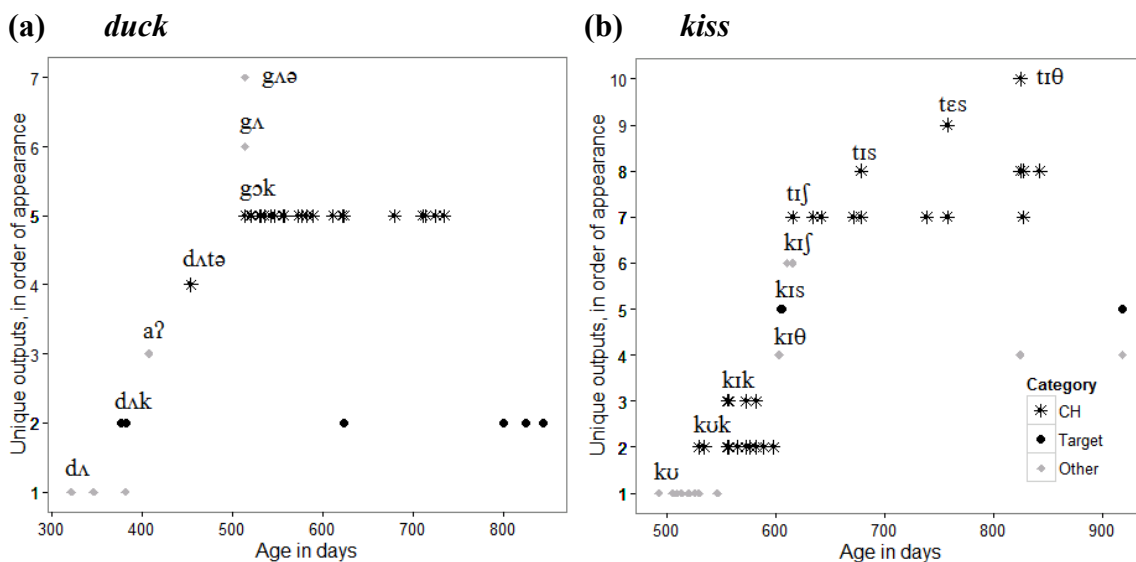 (a) duck
7
6
5
4
3
2
1
gʌə
gʌ
gɔk
dʌtə
aʔ
dʌk
dʌ
300 400 500 600 700 800
Age in days
Unique outputs, in order of appearance
(b) kiss
10
9
8
7
6
5
4
3
2
1
tɪθ
tɛs
tɪs
tɪʃ
kɪʃ
kɪs
kɪθ
kɪk
kʊk
kʊ
Category
CH
Target
Other
500 600 700 800 900
Age in days
Unique outputs, in order of appearance